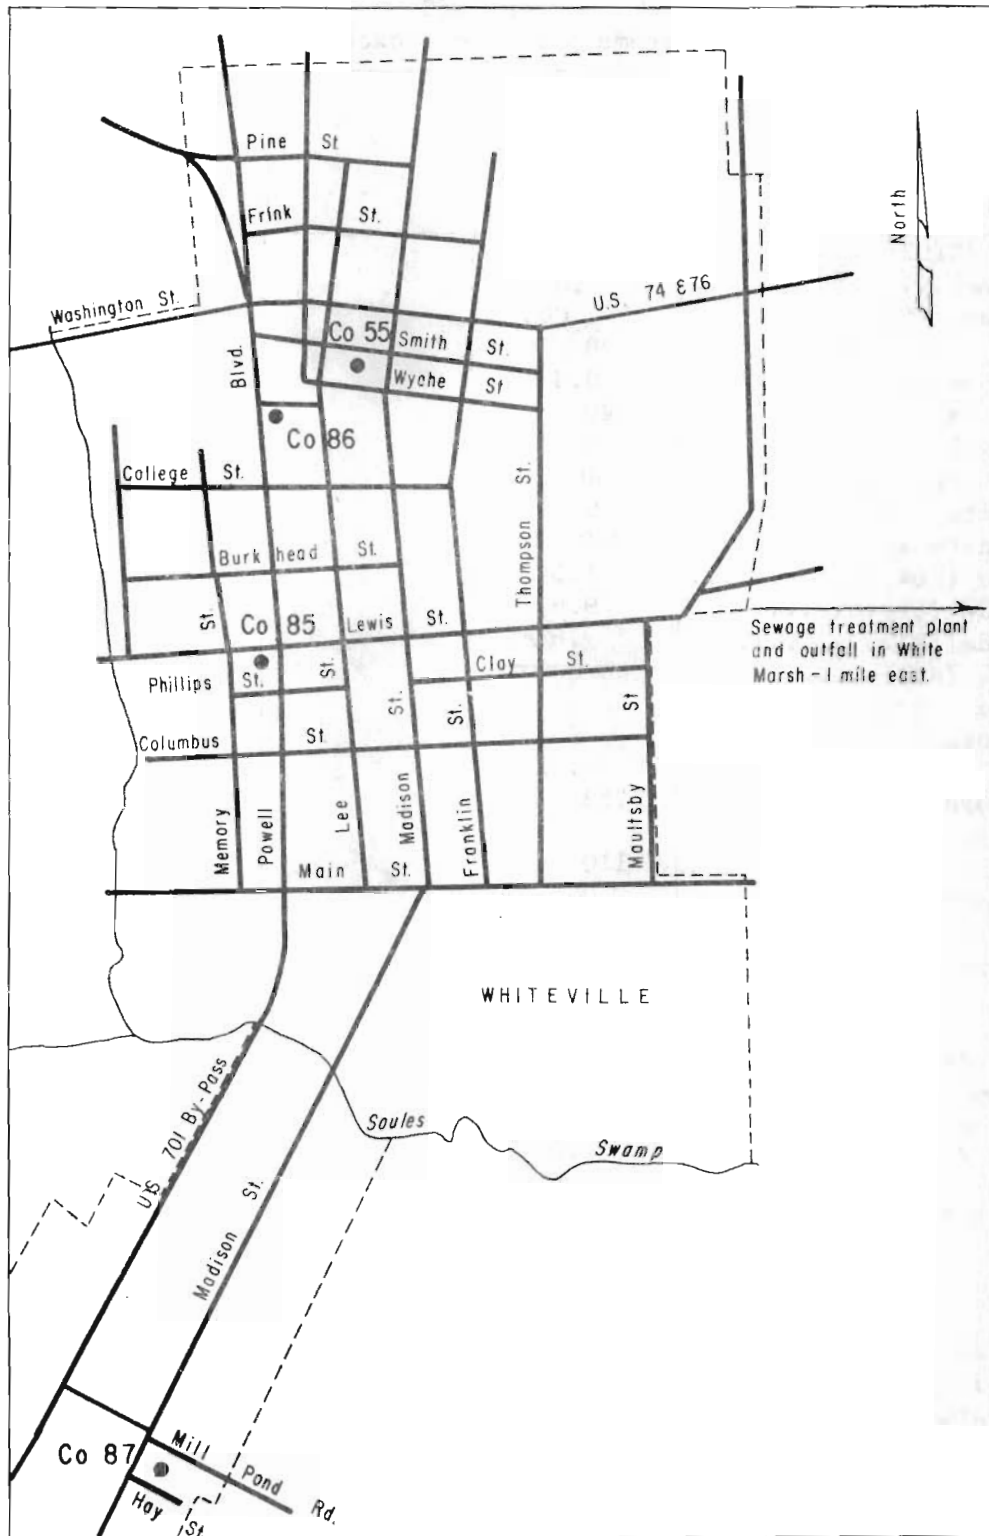 Pine St.
Frink St.
North
Washington St.
U.S. 74 & 76
Co 55
Smith St.
Blvd.
Wyche St
Co 86
College St.
Thompson St.
Burkhead St.
St.
Co 85
Lewis St.
Sewage treatment plant
and outfall in White
Marsh - 1 mile east.
Clay St.
Phillips St.
St.
St.
St.
St
Columbus St.
Memory
Powell
Lee
Madison
Franklin
Maultsby
Main St.
WHITEVILLE
US 701 By-Pass
Soules Swamp
Madison St.
Co 87
Mill Pond Rd.
Hay St.